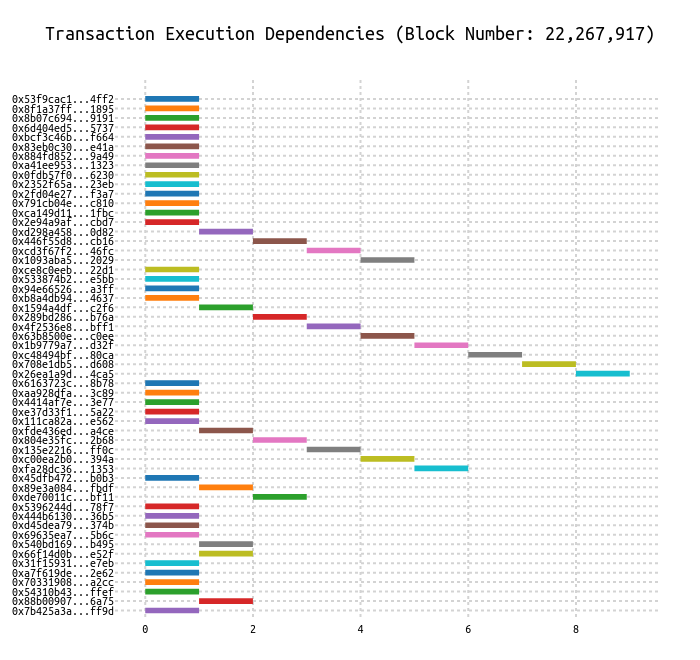 Transaction Execution Dependencies (Block Number: 22,267,917)
0x53f9cac1...4ff2
0x8f1a37ff...1895
0x8b07c694...9191
0x6d404ed5...5737
0xbcf3c46b...f664
0x83eb0c30...e41a
0x884fd852...9a49
0xa41ee953...1323
0x0fdb57f0...6230
0x2352f65a...23eb
0x2fd04e27...f3a7
0x791cb04e...c810
0xca149d11...1fbc
0x2e94a9af...cbd7
0xd298a458...0d82
0x446f55d8...cb16
0xcd3f67f2...46fc
0x1093aba5...2029
0xce8c0eeb...22d1
0x533874b2...e5bb
0x94e66526...a3ff
0xb8a4db94...4637
0x1594a4df...c2f6
0x289bd286...b76a
0x4f2536e8...bff1
0x63b8500e...c0ee
0x1b9779a7...d32f
0xc48494bf...80ca
0x708e1db5...d608
0x26ea1a9d...4ca5
0x6163723c...8b78
0xaa928dfa...3c89
0x4414af7e...3e77
0xe37d33f1...5a22
0x111ca82a...e562
0xfde436ed...a4ce
0x804e35fc...2b68
0x135e2216...ff0c
0xc00ea2b0...394a
0xfa28dc36...1353
0x45dfb472...b0b3
0x89e3a084...fbdf
0xde70011c...bf11
0x5396244d...78f7
0x444b6130...36b5
0xd45dea79...374b
0x69635ea7...5b6c
0x540bd169...b495
0x66f14d0b...e52f
0x31f15931...e7eb
0xa7f619de...2e62
0x70331908...a2cc
0x54310b43...ffef
0x88b00907...6a75
0x7b425a3a...ff9d
0 2 4 6 8